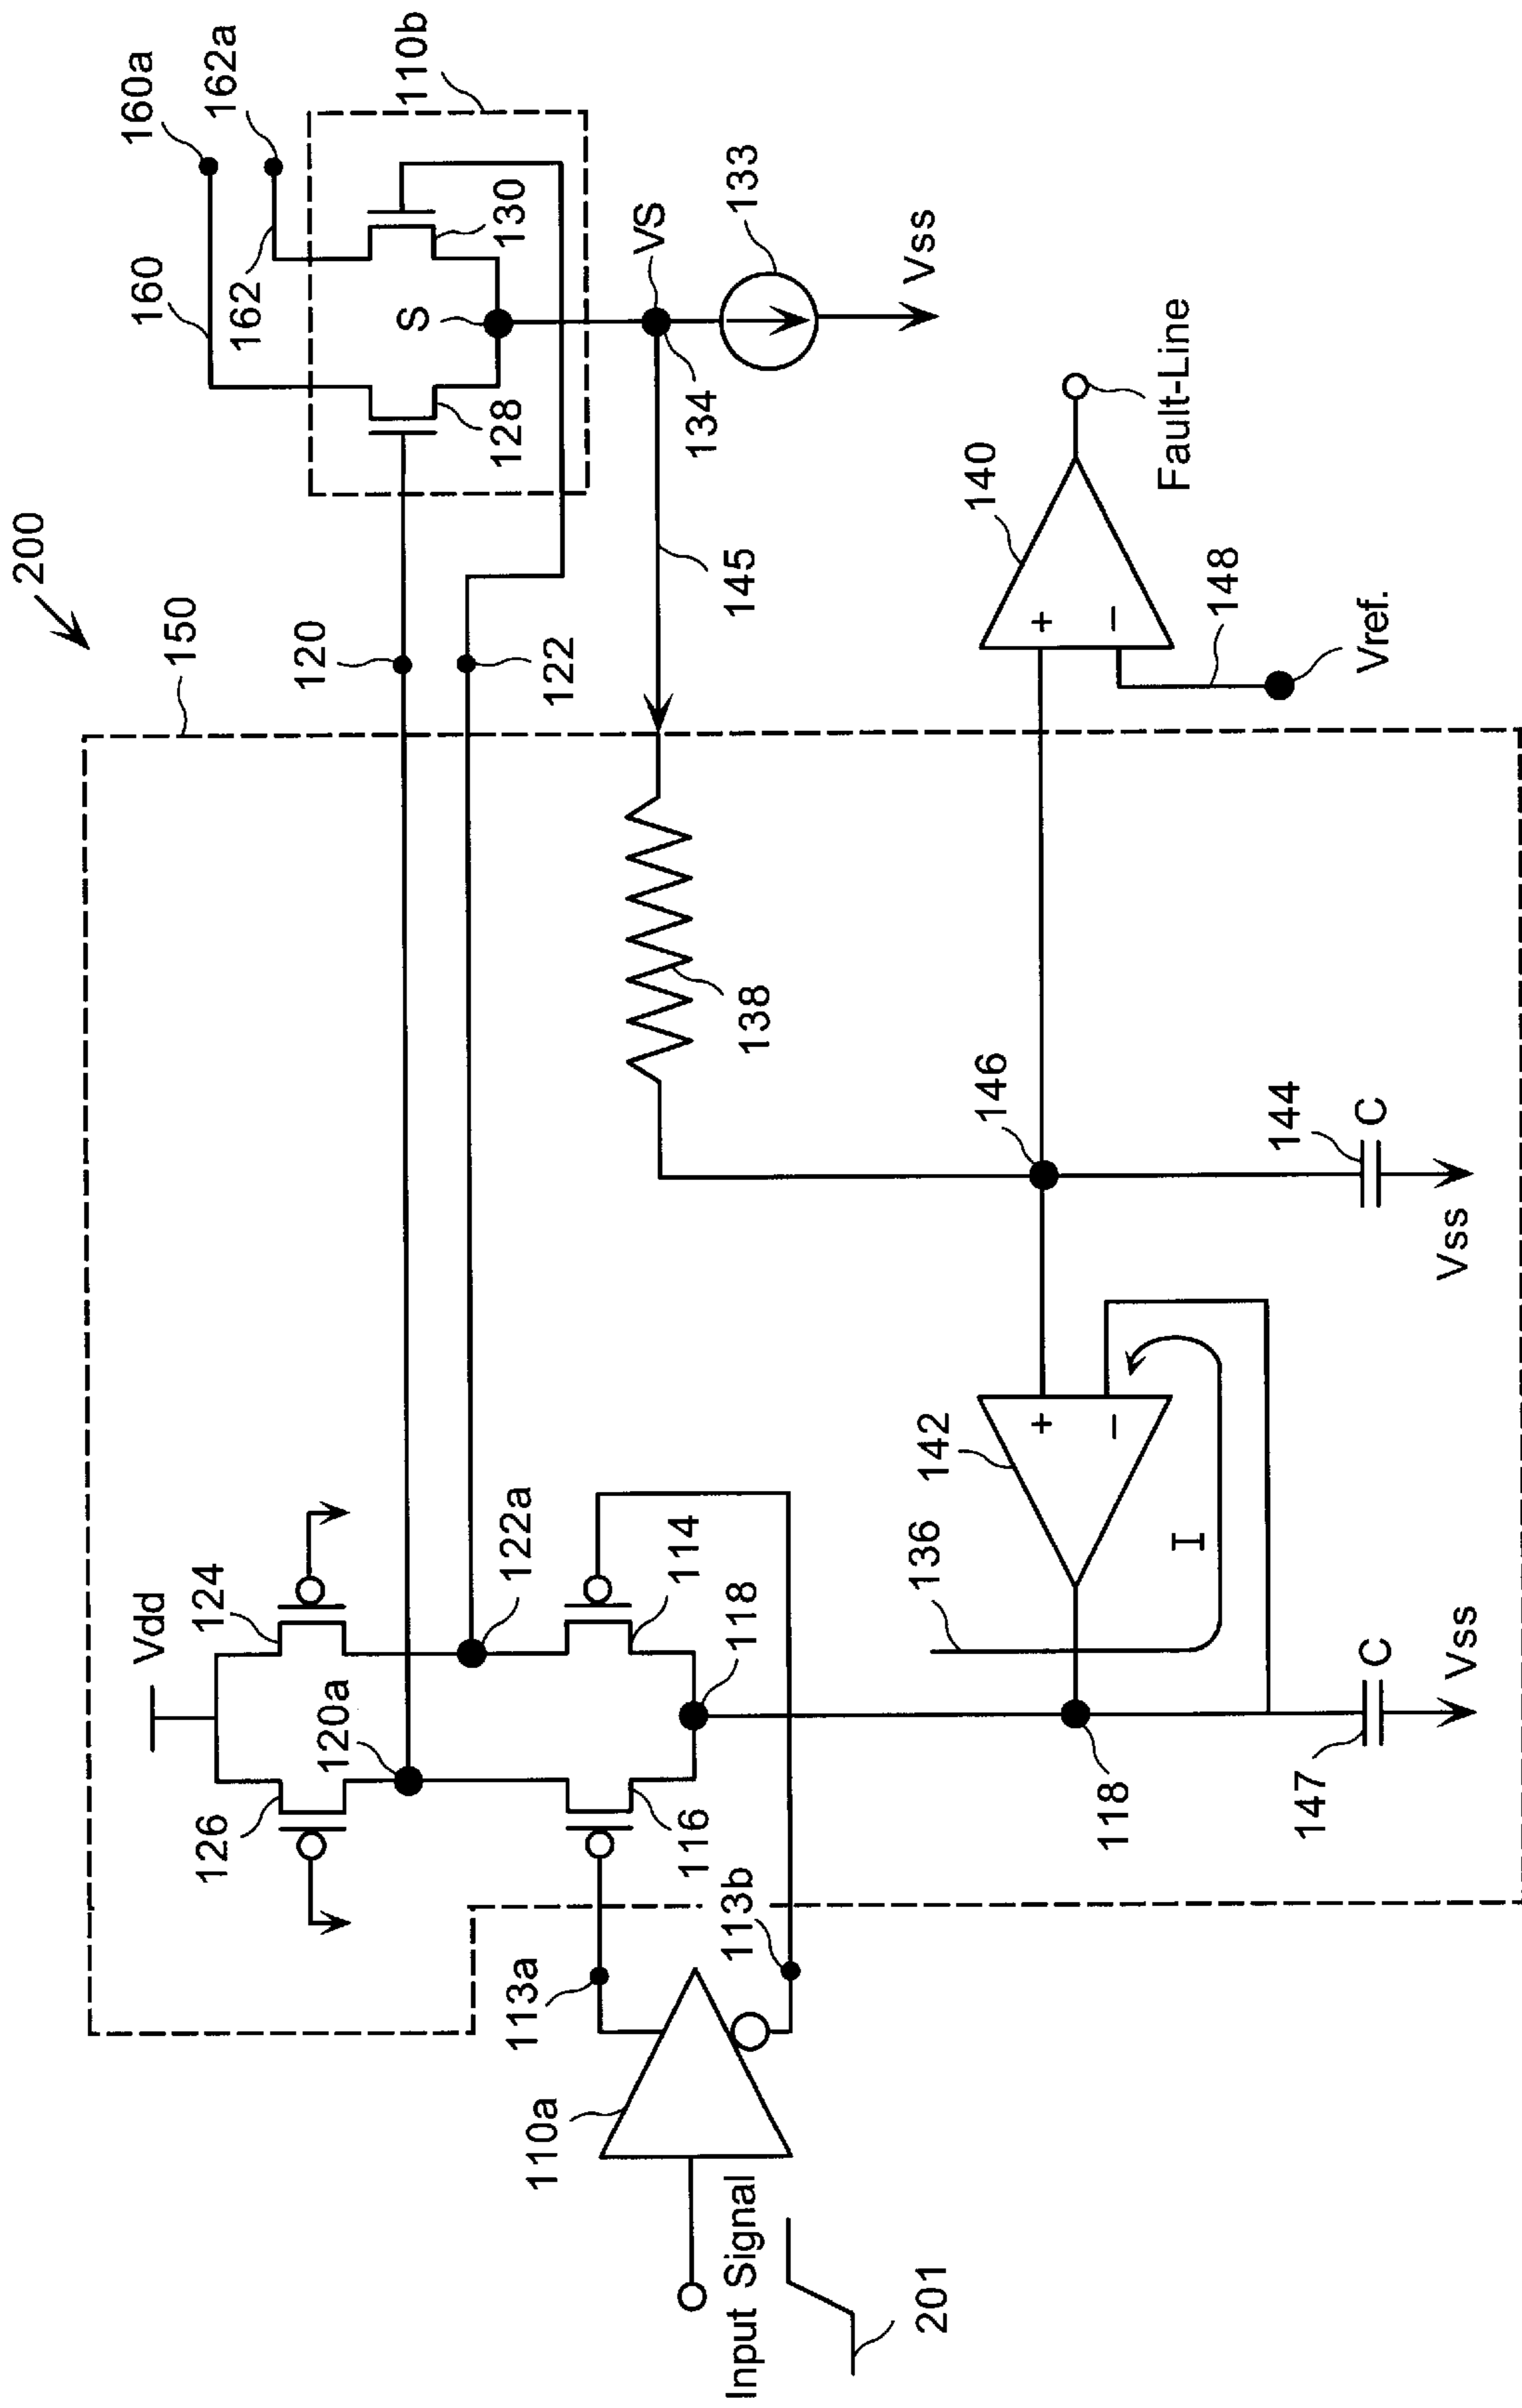 200
150
Vdd
126
124
120a
122a
116
114
118
120
122
160
160a
162
162a
110b
S
128
130
VS
134
133
Vss
145
138
113a
113b
110a
Input Signal
201
136
142
+
−
I
118
147
C
Vss
146
144
C
Vss
140
+
−
148
Vref.
Fault-Line